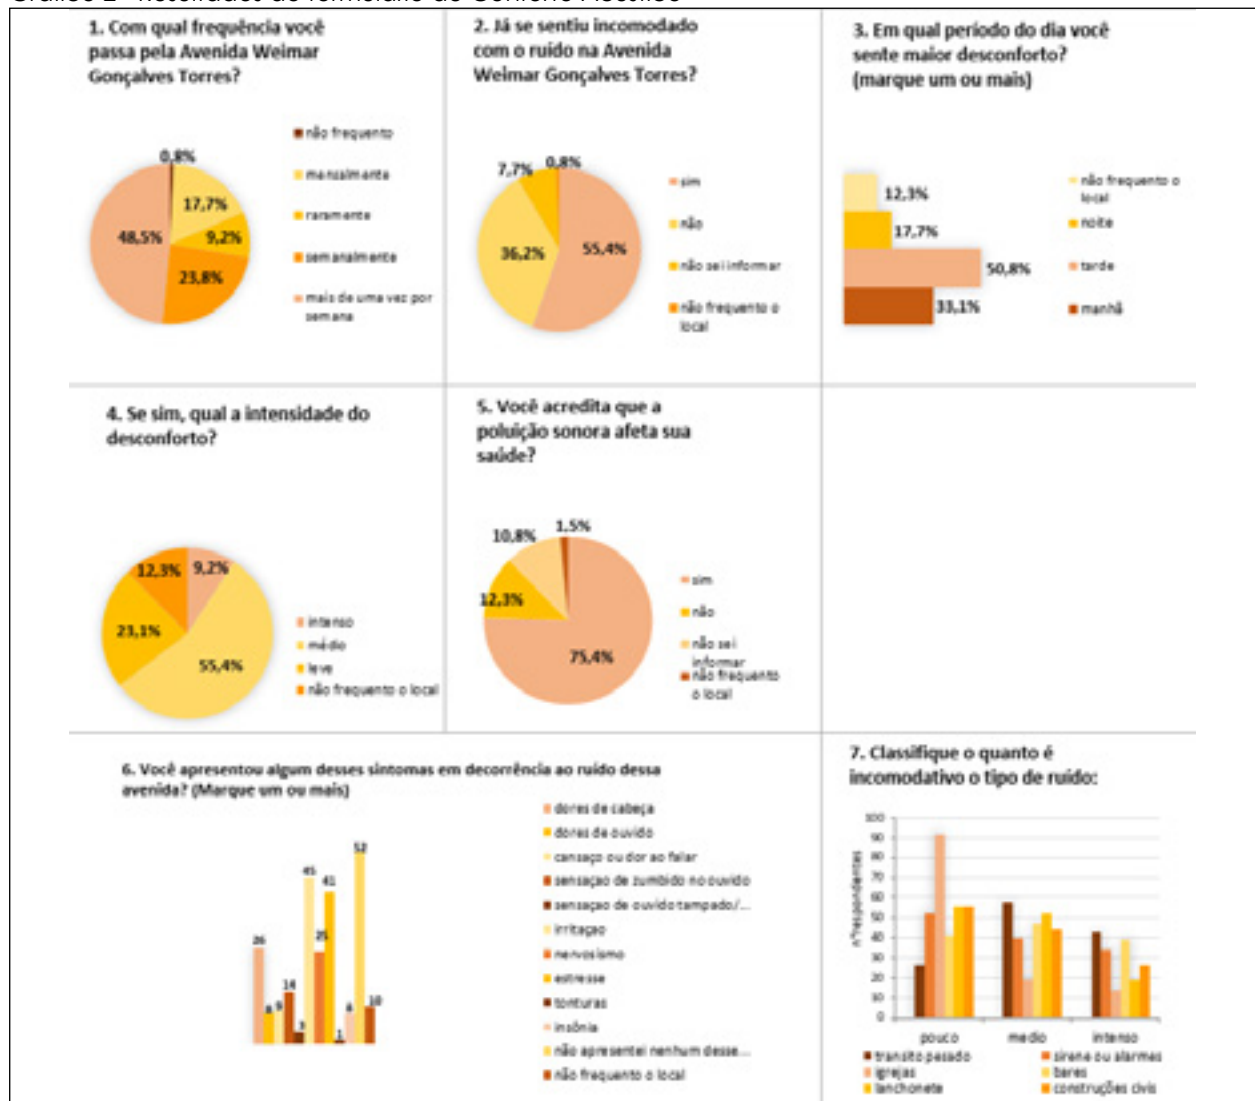 1. Com qual frequência você
passa pela Avenida Weimar
Gonçalves Torres?
0,8%
17,7%
9,2%
23,8%
48,5%
não frequento
mensalmente
raramente
semanalmente
mais de uma vez por
semana
2. Já se sentiu incomodado
com o ruído na Avenida
Weimar Gonçalves Torres?
7,7%
0,8%
36,2%
55,4%
sim
não
não sei informar
não frequento o
local
3. Em qual período do dia você
sente maior desconforto?
(marque um ou mais)
12,3%
17,7%
50,8%
33,1%
não frequento o
local
noite
tarde
manhã
4. Se sim, qual a intensidade do
desconforto?
12,3%
9,2%
23,1%
55,4%
intenso
médio
leve
não frequento o local
5. Você acredita que a
poluição sonora afeta sua
saúde?
10,8%
1,5%
12,3%
75,4%
sim
não
não sei
informar
não frequento
o local
6. Você apresentou algum desses sintomas em decorrência ao ruído dessa
avenida? (Marque um ou mais)
26
8
9
14
3
45
25
41
1
52
10
dores de cabeça
dores de ouvido
cansaço ou dor ao falar
sensaçao de zumbido no ouvido
sensaçao de ouvido tampado/...
irritaçao
nervosismo
estresse
tonturas
insônia
não apresentei nenhum desse...
não frequento o local
7. Classifique o quanto é
incomodativo o tipo de ruído:
n°respondentes
100
90
80
70
60
50
40
30
20
10
0
pouco
medio
intenso
transito pesado
sirene ou alarmes
igrejas
bares
lanchonete
construções civis